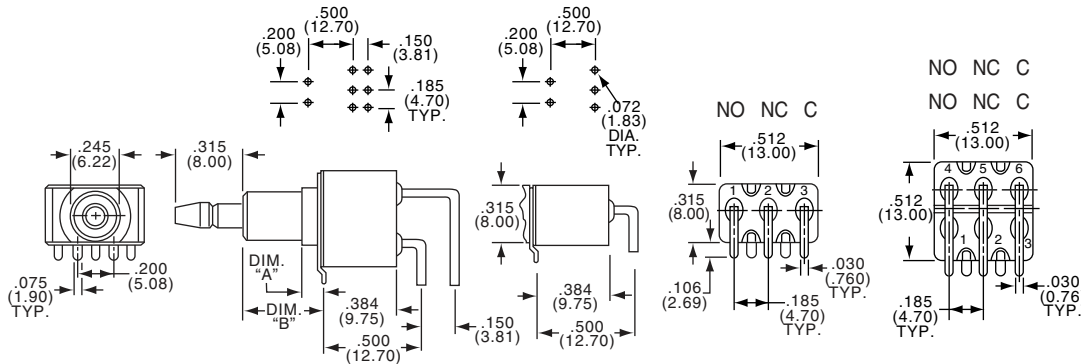 .500
(12.70)
.200
(5.08)
.150
(3.81)
.185
(4.70)
TYP.
.500
(12.70)
.200
(5.08)
.072
(1.83)
DIA.
TYP.
NO NC C
NO NC C
NO NC C
.245
(6.22)
.075
(1.90)
TYP.
.200
(5.08)
.315
(8.00)
DIM.
“A”
DIM.
“B”
.384
(9.75)
.500
(12.70)
.150
(3.81)
.315
(8.00)
.384
(9.75)
.500
(12.70)
.512
(13.00)
.315
(8.00)
1 2 3
.106
(2.69)
.030
(.760)
TYP.
.185
(4.70)
TYP.
.512
(13.00)
4 5 6
.512
(13.00)
1 2 3
.185
(4.70)
TYP.
.030
(0.76
TYP.